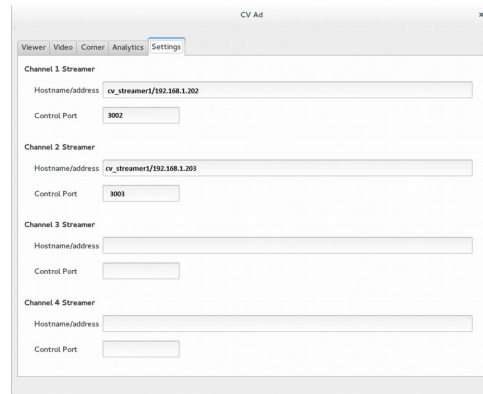 CV Ad
Viewer Video Corner Analytics Settings
Channel 1 Streamer
Hostname/address cv_streamer1/192.168.1.202
Control Port 3002
Channel 2 Streamer
Hostname/address cv_streamer1/192.168.1.203
Control Port 3003
Channel 3 Streamer
Hostname/address
Control Port
Channel 4 Streamer
Hostname/address
Control Port